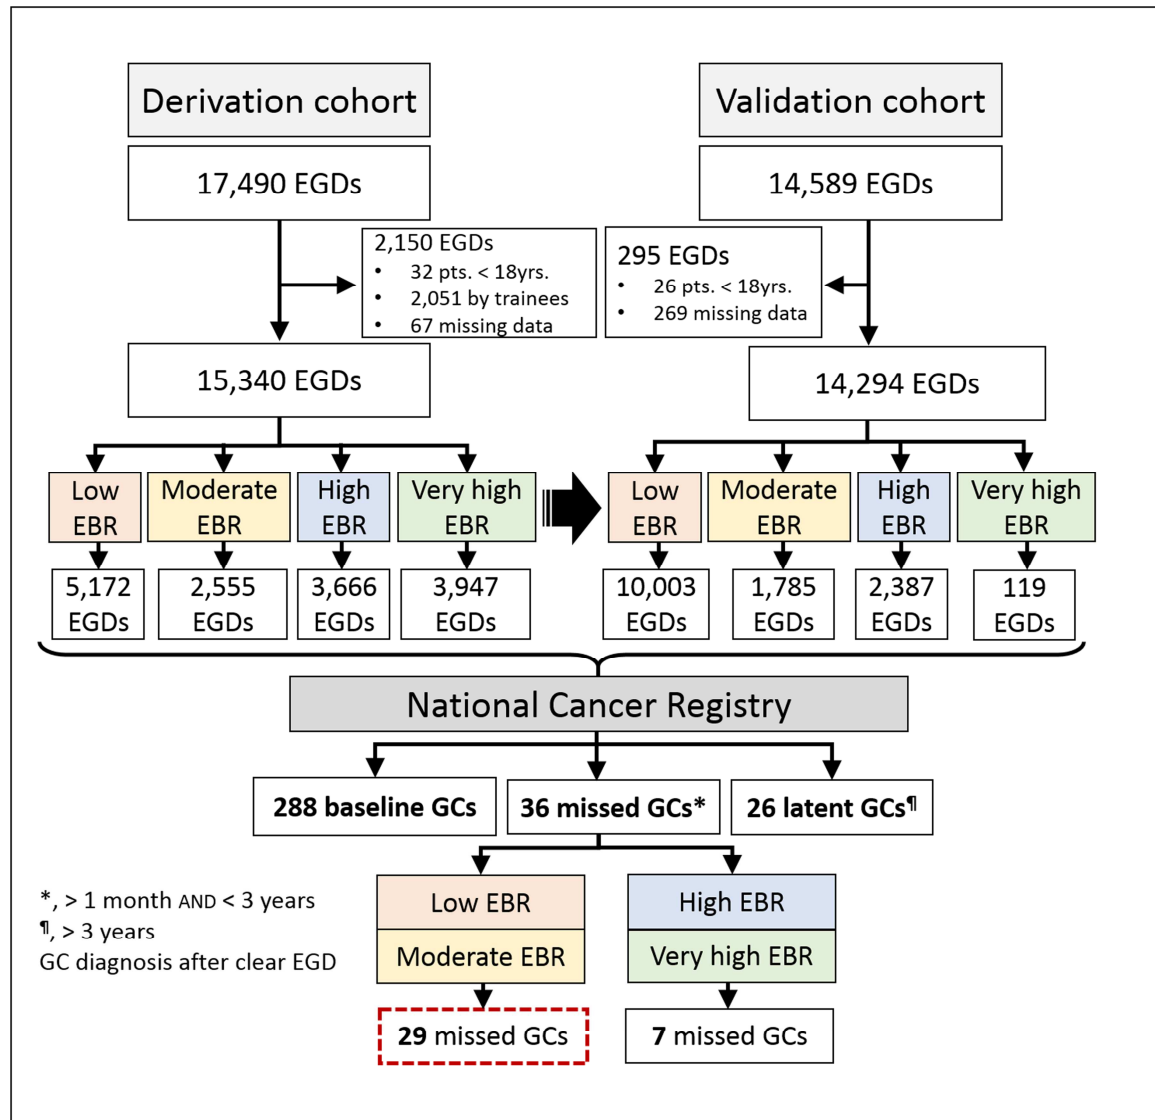 Derivation cohort
Validation cohort
17,490 EGDs
14,589 EGDs
2,150 EGDs
• 32 pts. < 18yrs.
• 2,051 by trainees
• 67 missing data
295 EGDs
• 26 pts. < 18yrs.
• 269 missing data
15,340 EGDs
14,294 EGDs
Low
EBR
Moderate
EBR
High
EBR
Very high
EBR
Low
EBR
Moderate
EBR
High
EBR
Very high
EBR
5,172
EGDs
2,555
EGDs
3,666
EGDs
3,947
EGDs
10,003
EGDs
1,785
EGDs
2,387
EGDs
119
EGDs
National Cancer Registry
288 baseline GCs
36 missed GCs*
26 latent GCs¶
*, > 1 month AND < 3 years
¶, > 3 years
GC diagnosis after clear EGD
Low EBR
Moderate EBR
High EBR
Very high EBR
29 missed GCs
7 missed GCs